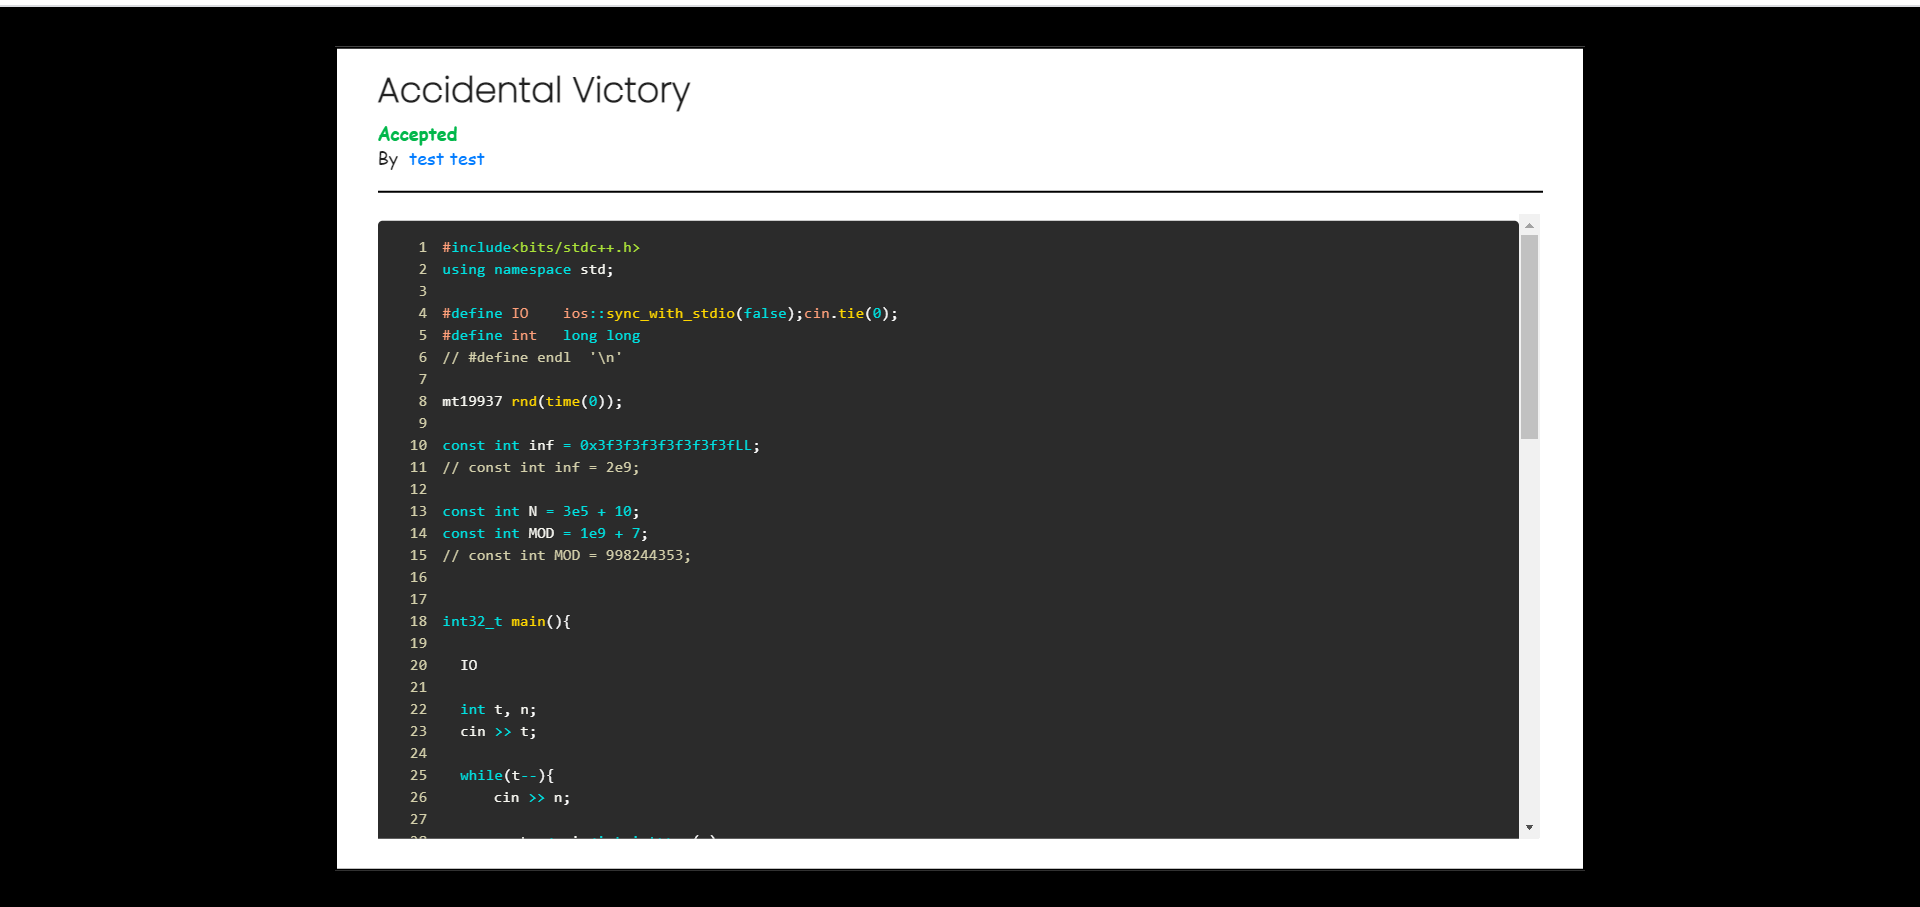 Accidental Victory
Accepted
By test test
1 #include<bits/stdc++.h>
2 using namespace std;
3
4 #define IO    ios::sync_with_stdio(false);cin.tie(0);
5 #define int   long long
6 // #define endl  '\n'
7
8 mt19937 rnd(time(0));
9
10 const int inf = 0x3f3f3f3f3f3f3f3fLL;
11 // const int inf = 2e9;
12
13 const int N = 3e5 + 10;
14 const int MOD = 1e9 + 7;
15 // const int MOD = 998244353;
16
17
18 int32_t main(){
19
20   IO
21
22   int t, n;
23   cin >> t;
24
25   while(t--){
26       cin >> n;
27